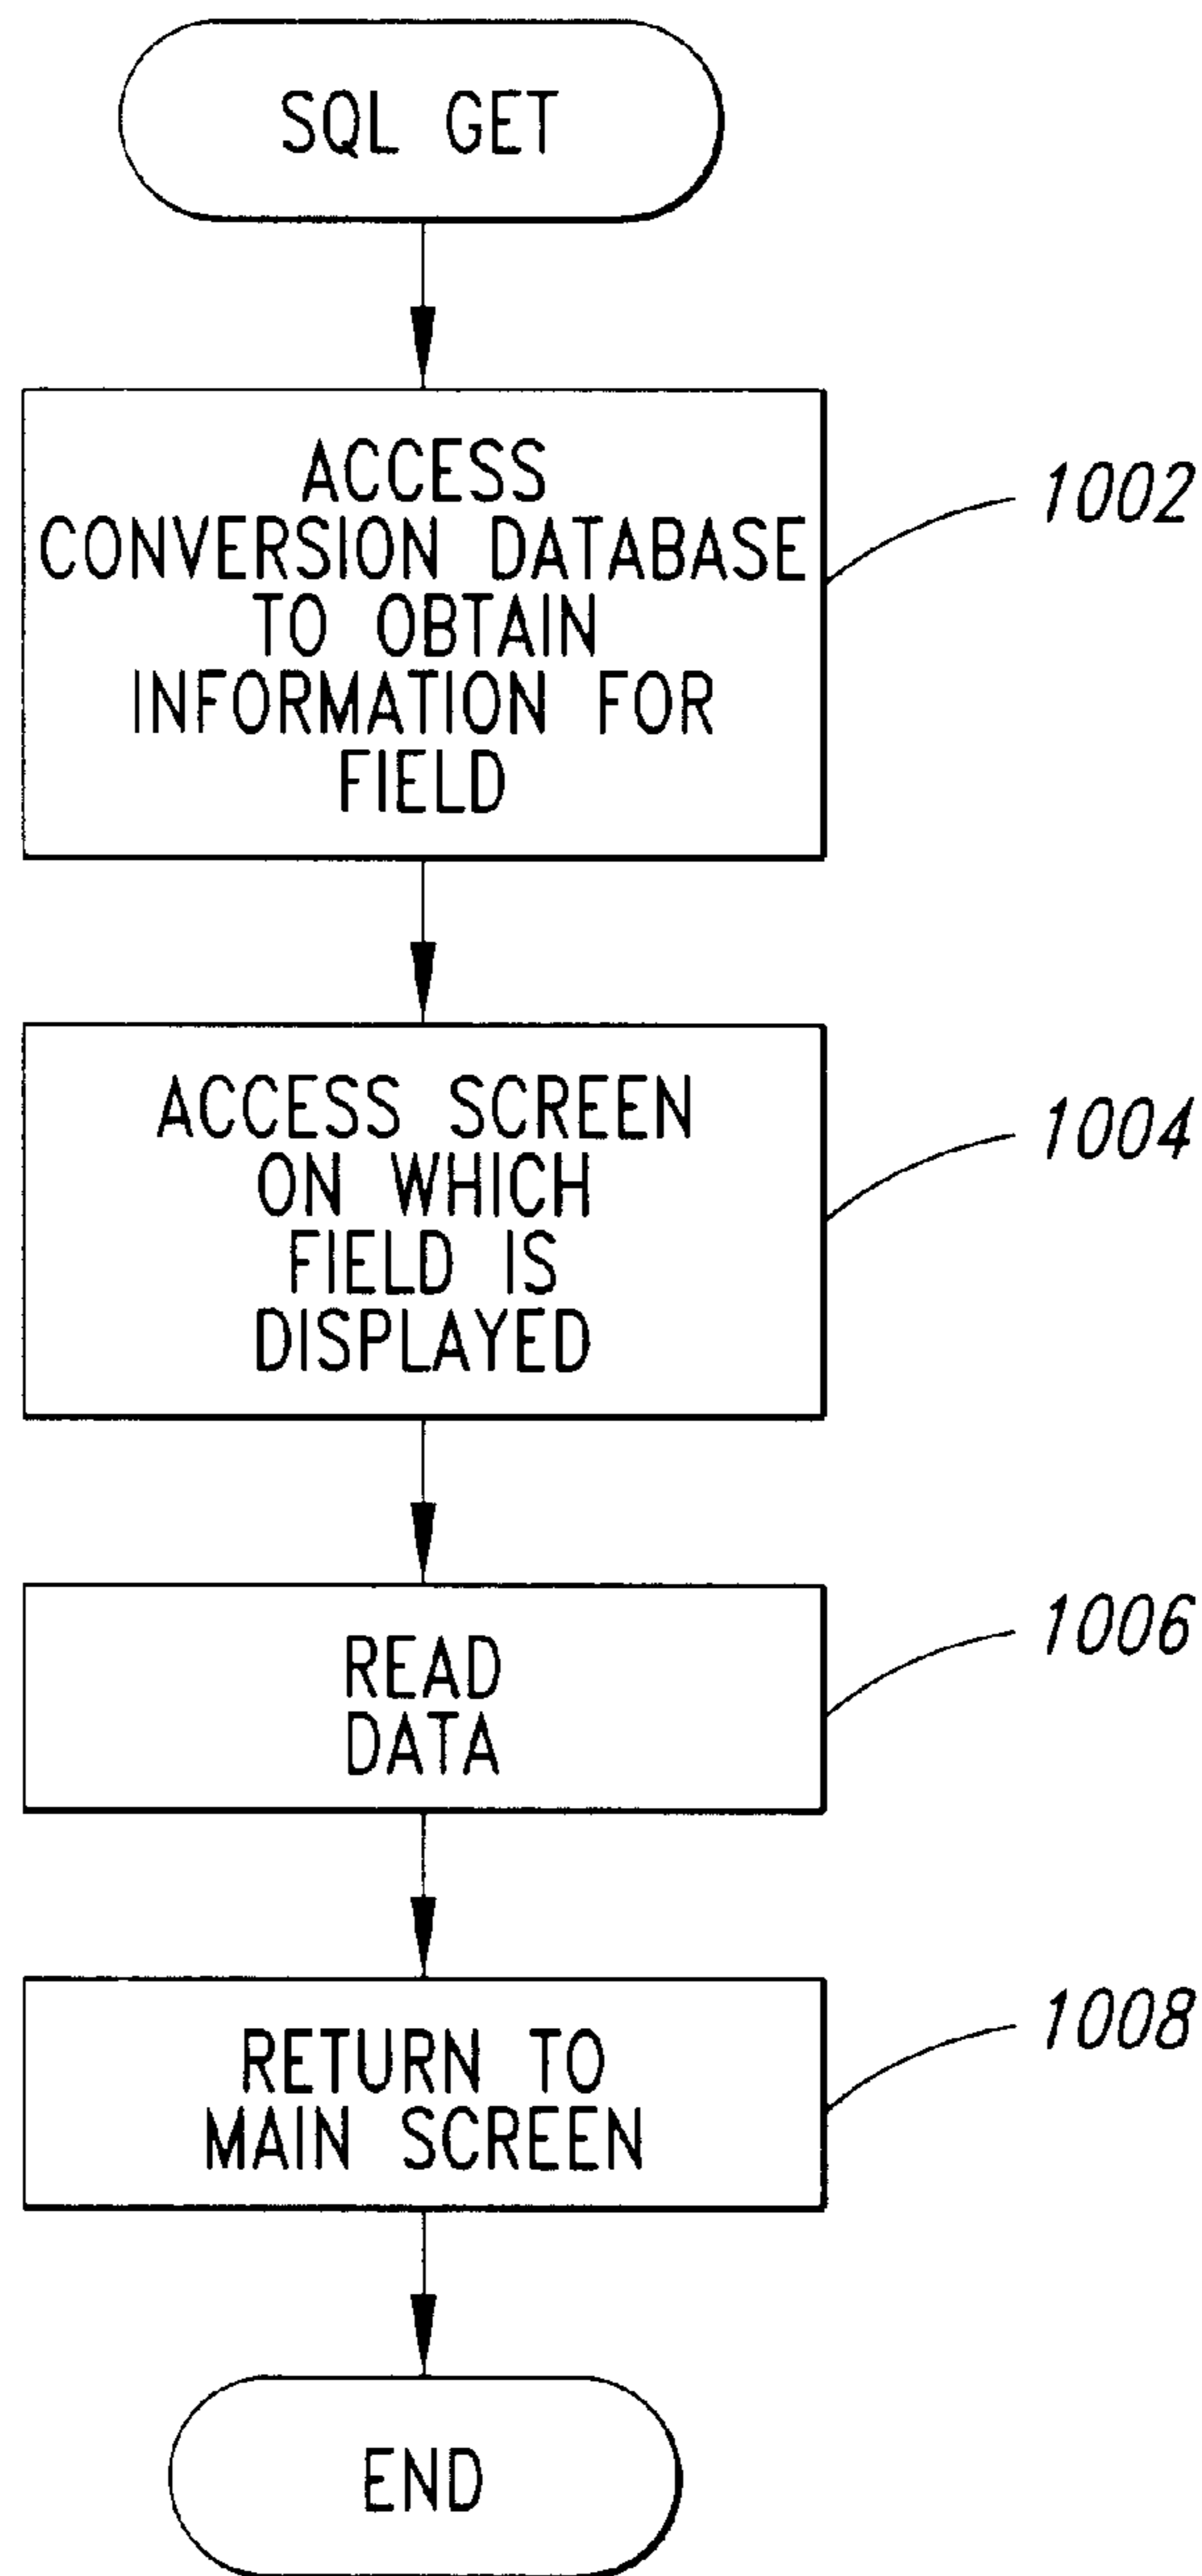 SQL GET
ACCESS
CONVERSION DATABASE
TO OBTAIN
INFORMATION FOR
FIELD
1002
ACCESS SCREEN
ON WHICH
FIELD IS
DISPLAYED
1004
READ
DATA
1006
RETURN TO
MAIN SCREEN
1008
END